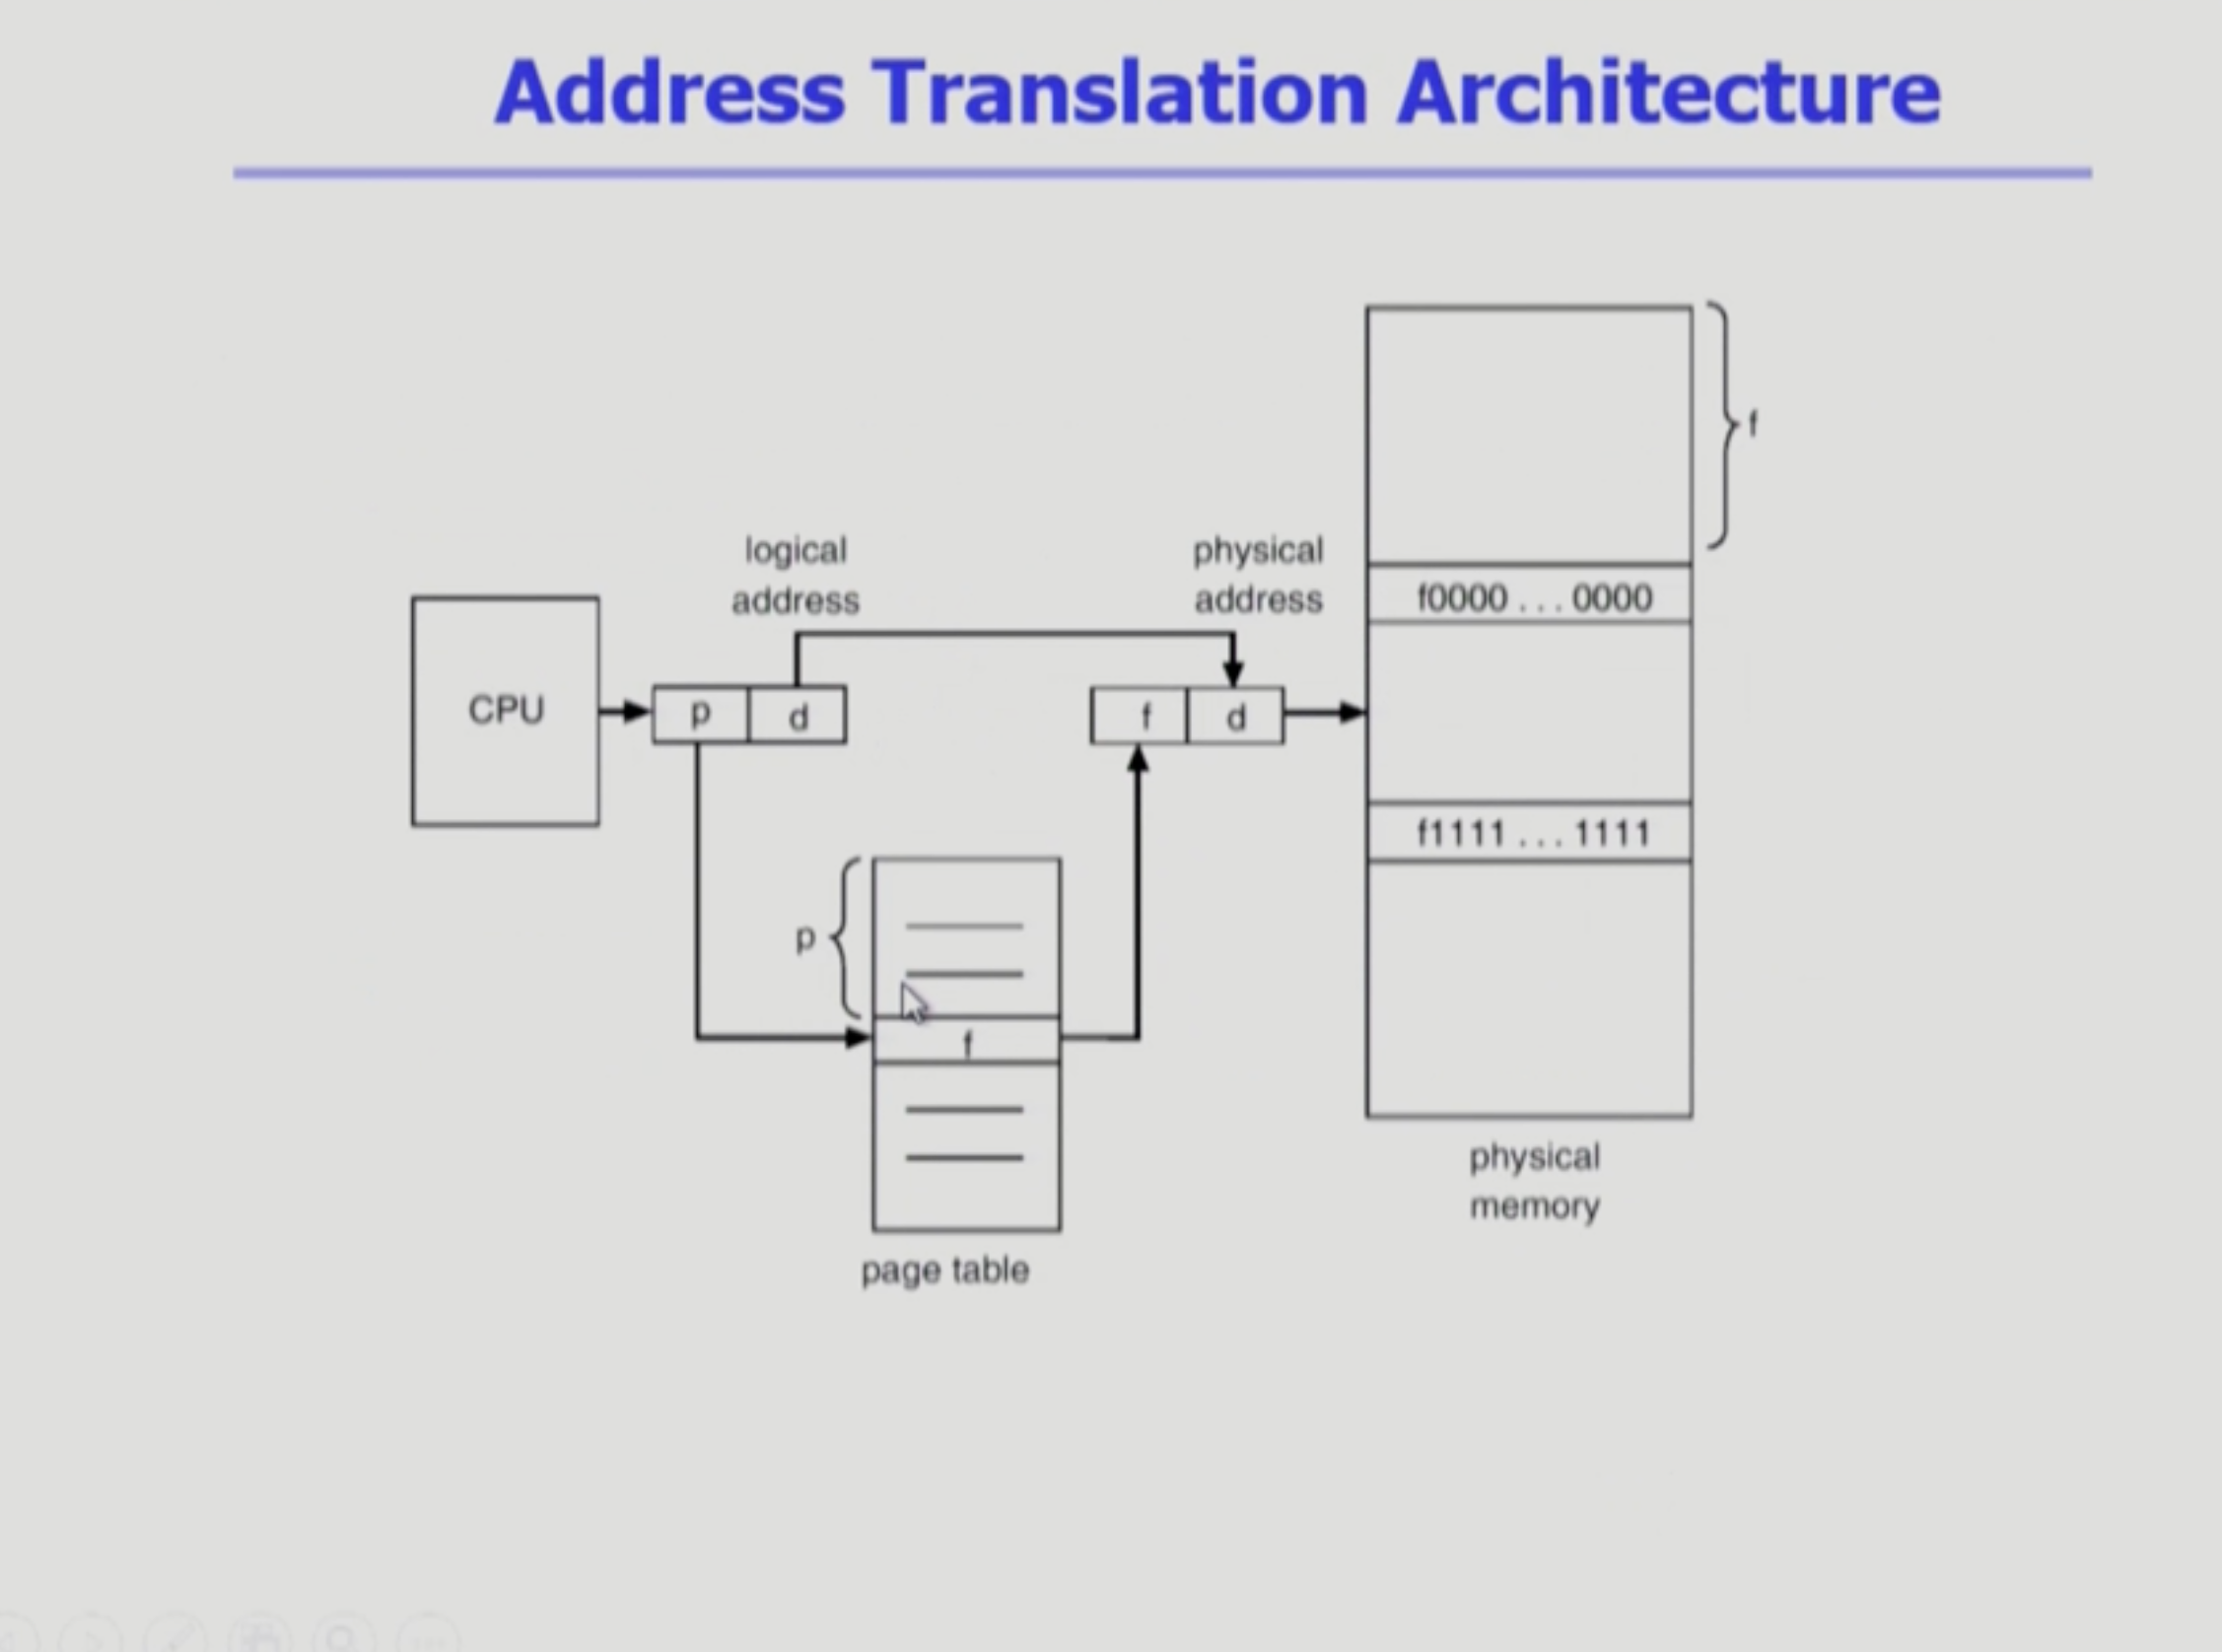 Address Translation Architecture
f
logical
address
physical
address
f0000 . . . 0000
CPU
p
d
f
d
f1111 . . . 1111
p
f
physical
memory
page table